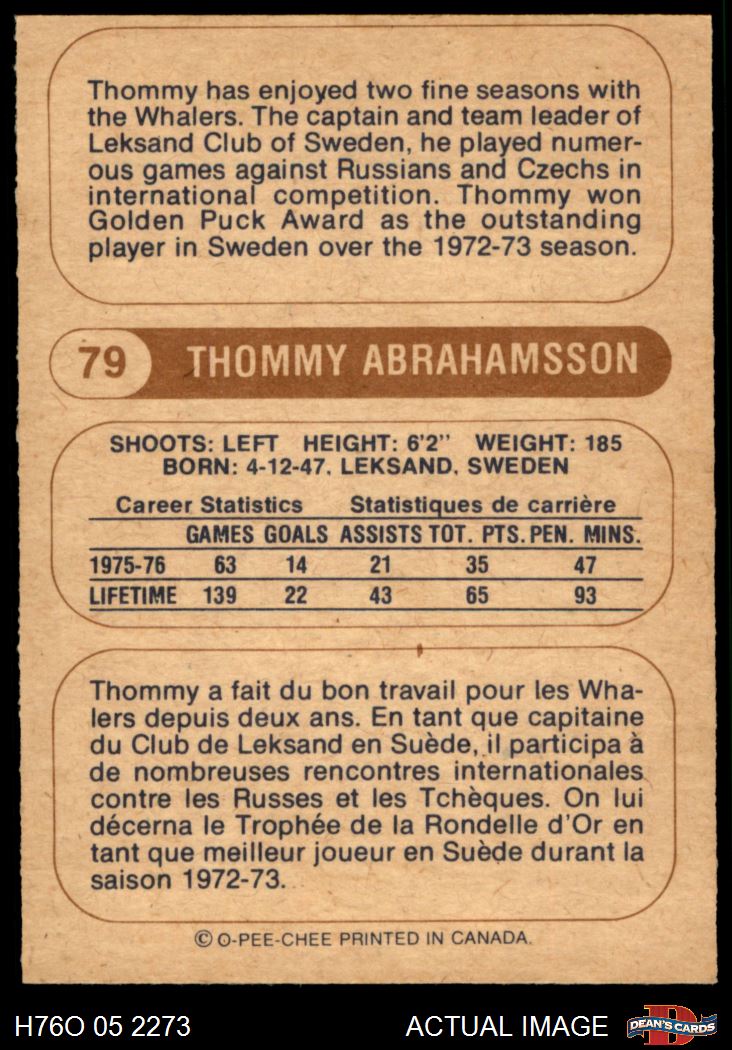 Thommy has enjoyed two fine seasons with
the Whalers. The captain and team leader of
Leksand Club of Sweden, he played numer-
ous games against Russians and Czechs in
international competition. Thommy won
Golden Puck Award as the outstanding
player in Sweden over the 1972-73 season.
79 THOMMY ABRAHAMSSON
SHOOTS: LEFT HEIGHT: 6'2" WEIGHT: 185
BORN: 4-12-47. LEKSAND. SWEDEN
Career Statistics Statistiques de carrière
GAMES GOALS ASSISTS TOT. PTS. PEN. MINS.
1975-76 63 14 21 35 47
LIFETIME 139 22 43 65 93
Thommy a fait du bon travail pour les Wha-
lers depuis deux ans. En tant que capitaine
du Club de Leksand en Suède, il participa à
de nombreuses rencontres internationales
contre les Russes et les Tchèques. On lui
décerna le Trophée de la Rondelle d'Or en
tant que meilleur joueur en Suède durant la
saison 1972-73.
© O-PEE-CHEE PRINTED IN CANADA.
H76O 05 2273 ACTUAL IMAGE D DEAN'S CARDS